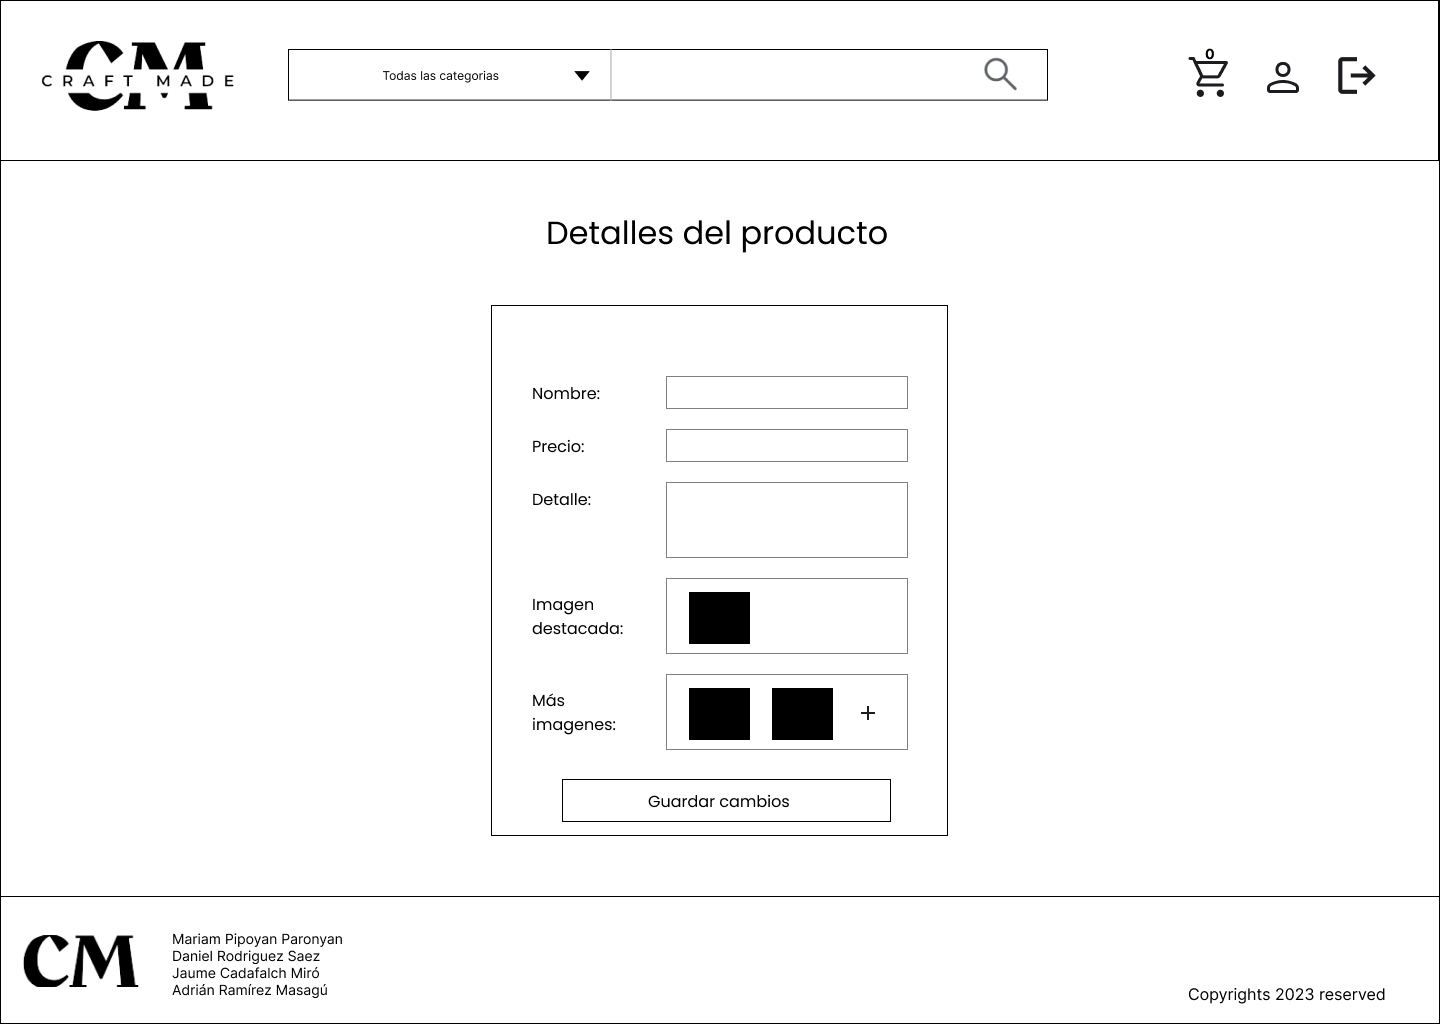 CM
CRAFT MADE
Todas las categorias
0
Detalles del producto
Nombre:
Precio:
Detalle:
Imagen
destacada:
Más
imagenes:
+
Guardar cambios
CM
Mariam Pipoyan Paronyan
Daniel Rodriguez Saez
Jaume Cadafalch Miró
Adrián Ramírez Masagú
Copyrights 2023 reserved